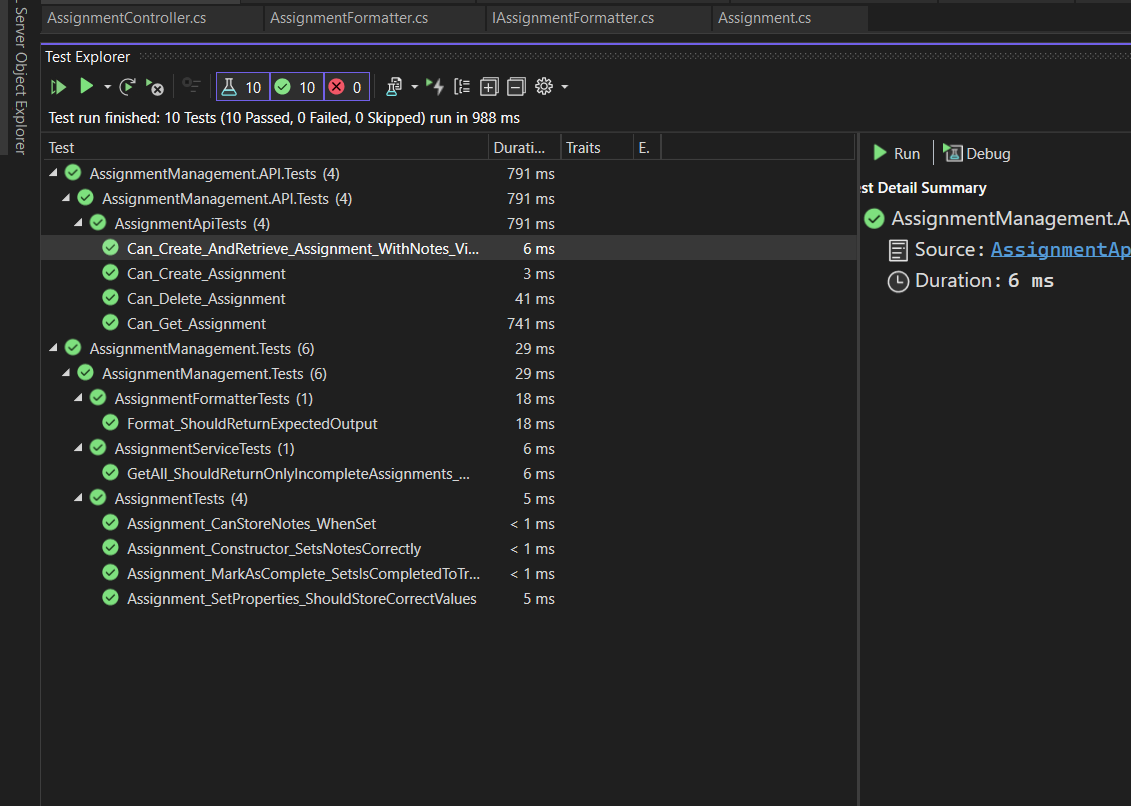 Server Object Explorer
AssignmentController.cs AssignmentFormatter.cs IAssignmentFormatter.cs Assignment.cs
Test Explorer
10 10 0
Test run finished: 10 Tests (10 Passed, 0 Failed, 0 Skipped) run in 988 ms
Test Durati... Traits E.
AssignmentManagement.API.Tests (4) 791 ms
AssignmentManagement.API.Tests (4) 791 ms
AssignmentApiTests (4) 791 ms
Can_Create_AndRetrieve_Assignment_WithNotes_Vi... 6 ms
Can_Create_Assignment 3 ms
Can_Delete_Assignment 41 ms
Can_Get_Assignment 741 ms
AssignmentManagement.Tests (6) 29 ms
AssignmentManagement.Tests (6) 29 ms
AssignmentFormatterTests (1) 18 ms
Format_ShouldReturnExpectedOutput 18 ms
AssignmentServiceTests (1) 6 ms
GetAll_ShouldReturnOnlyIncompleteAssignments_... 6 ms
AssignmentTests (4) 5 ms
Assignment_CanStoreNotes_WhenSet < 1 ms
Assignment_Constructor_SetsNotesCorrectly < 1 ms
Assignment_MarkAsComplete_SetsIsCompletedToTr... < 1 ms
Assignment_SetProperties_ShouldStoreCorrectValues 5 ms
Run Debug
st Detail Summary
AssignmentManagement.A
Source: AssignmentAp
Duration: 6 ms